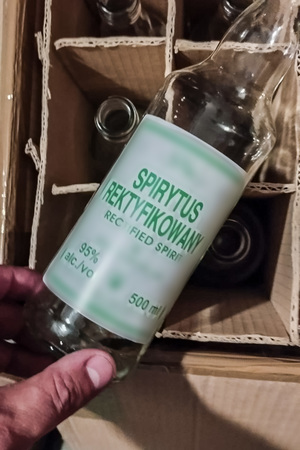 SPIRYTUS
REKTYFIKOWANY
RECTIFIED SPIRIT
95%
alc./vol
500 ml